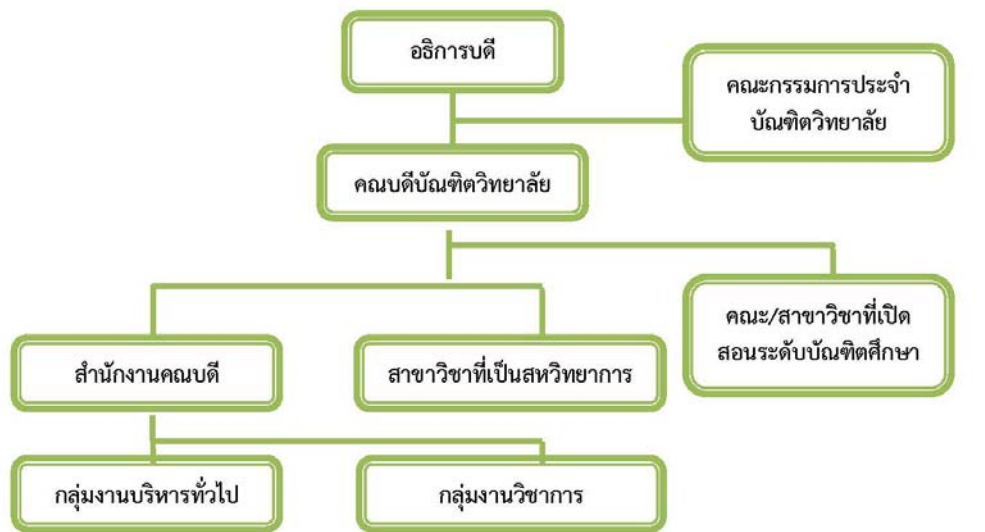 อธิการบดี
คณะกรรมการประจำ
บัณฑิตวิทยาลัย
คณบดีบัณฑิตวิทยาลัย
คณะ/สาขาวิชาที่เปิด
สอนระดับบัณฑิตศึกษา
สำนักงานคณบดี
สาขาวิชาที่เป็นสหวิทยาการ
กลุ่มงานบริหารทั่วไป
กลุ่มงานวิชาการ